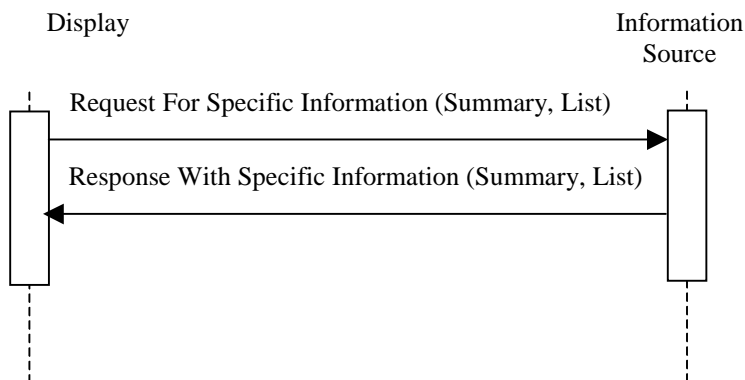 Display
Information
Source
Request For Specific Information (Summary, List)
Response With Specific Information (Summary, List)